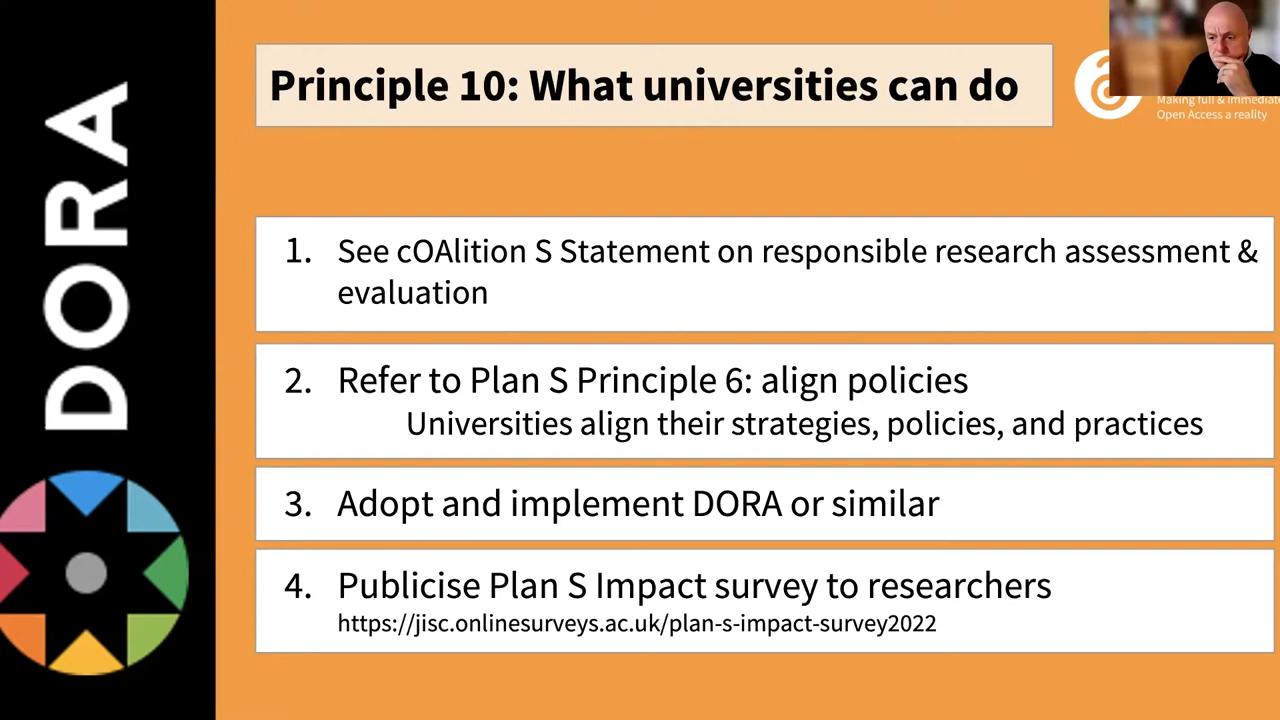 DORA
Principle 10: What universities can do
Making full & immediate
Open Access a reality
1. See cOAlition S Statement on responsible research assessment &
evaluation
2. Refer to Plan S Principle 6: align policies
Universities align their strategies, policies, and practices
3. Adopt and implement DORA or similar
4. Publicise Plan S Impact survey to researchers
https://jisc.onlinesurveys.ac.uk/plan-s-impact-survey2022